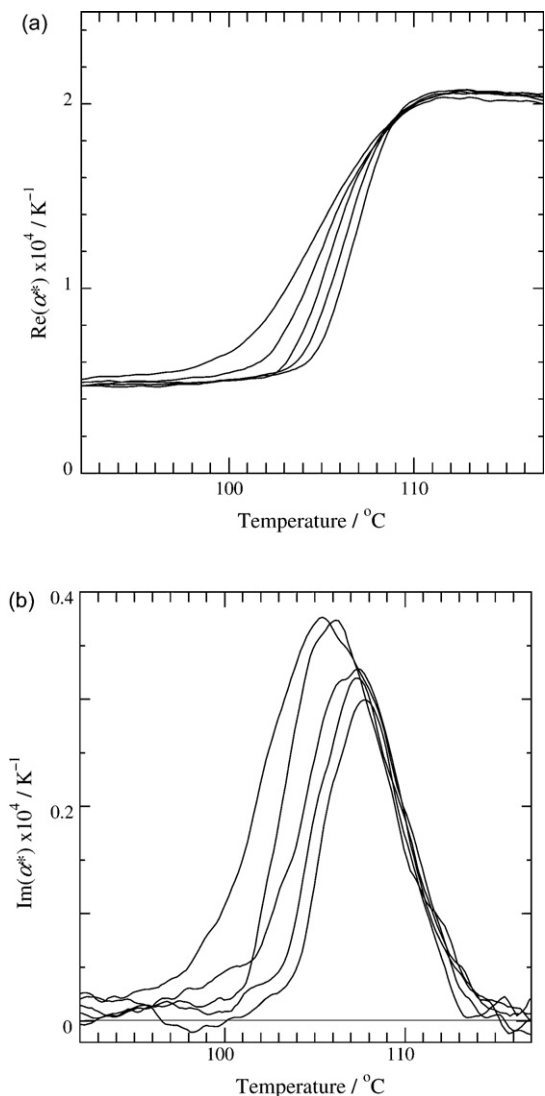 (a)
2
Re(α*) x10⁴ / K⁻¹
1
0
100
110
Temperature / °C
(b)
0.4
Im(α*) x10⁴ / K⁻¹
0.2
0
100
110
Temperature / °C